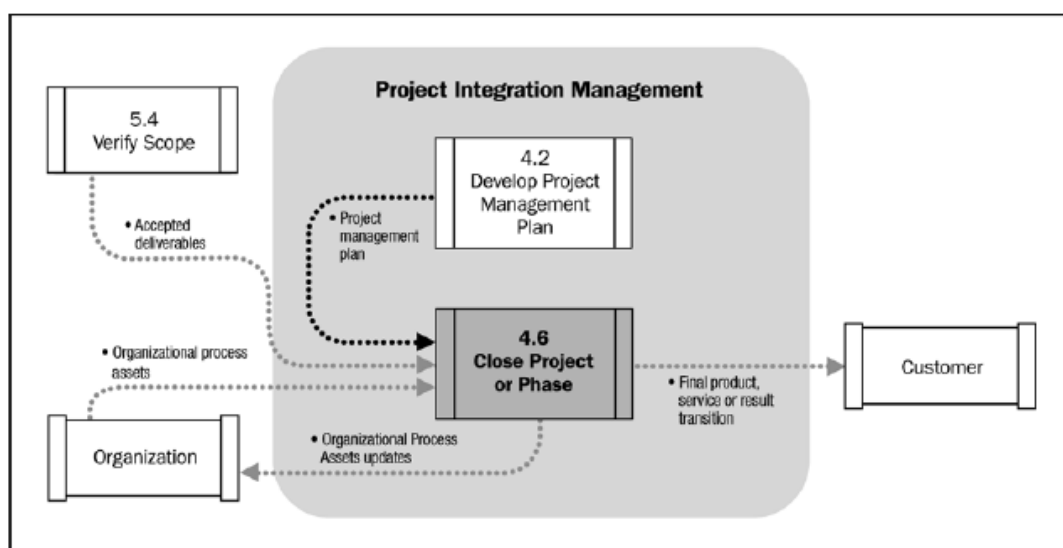 Project Integration Management
5.4
Verify Scope
4.2
Develop Project
Management
Plan
• Accepted
deliverables
• Project
management
plan
4.6
Close Project
or Phase
• Organizational process
assets
Customer
• Final product,
service or result
transition
Organization
• Organizational Process
Assets updates